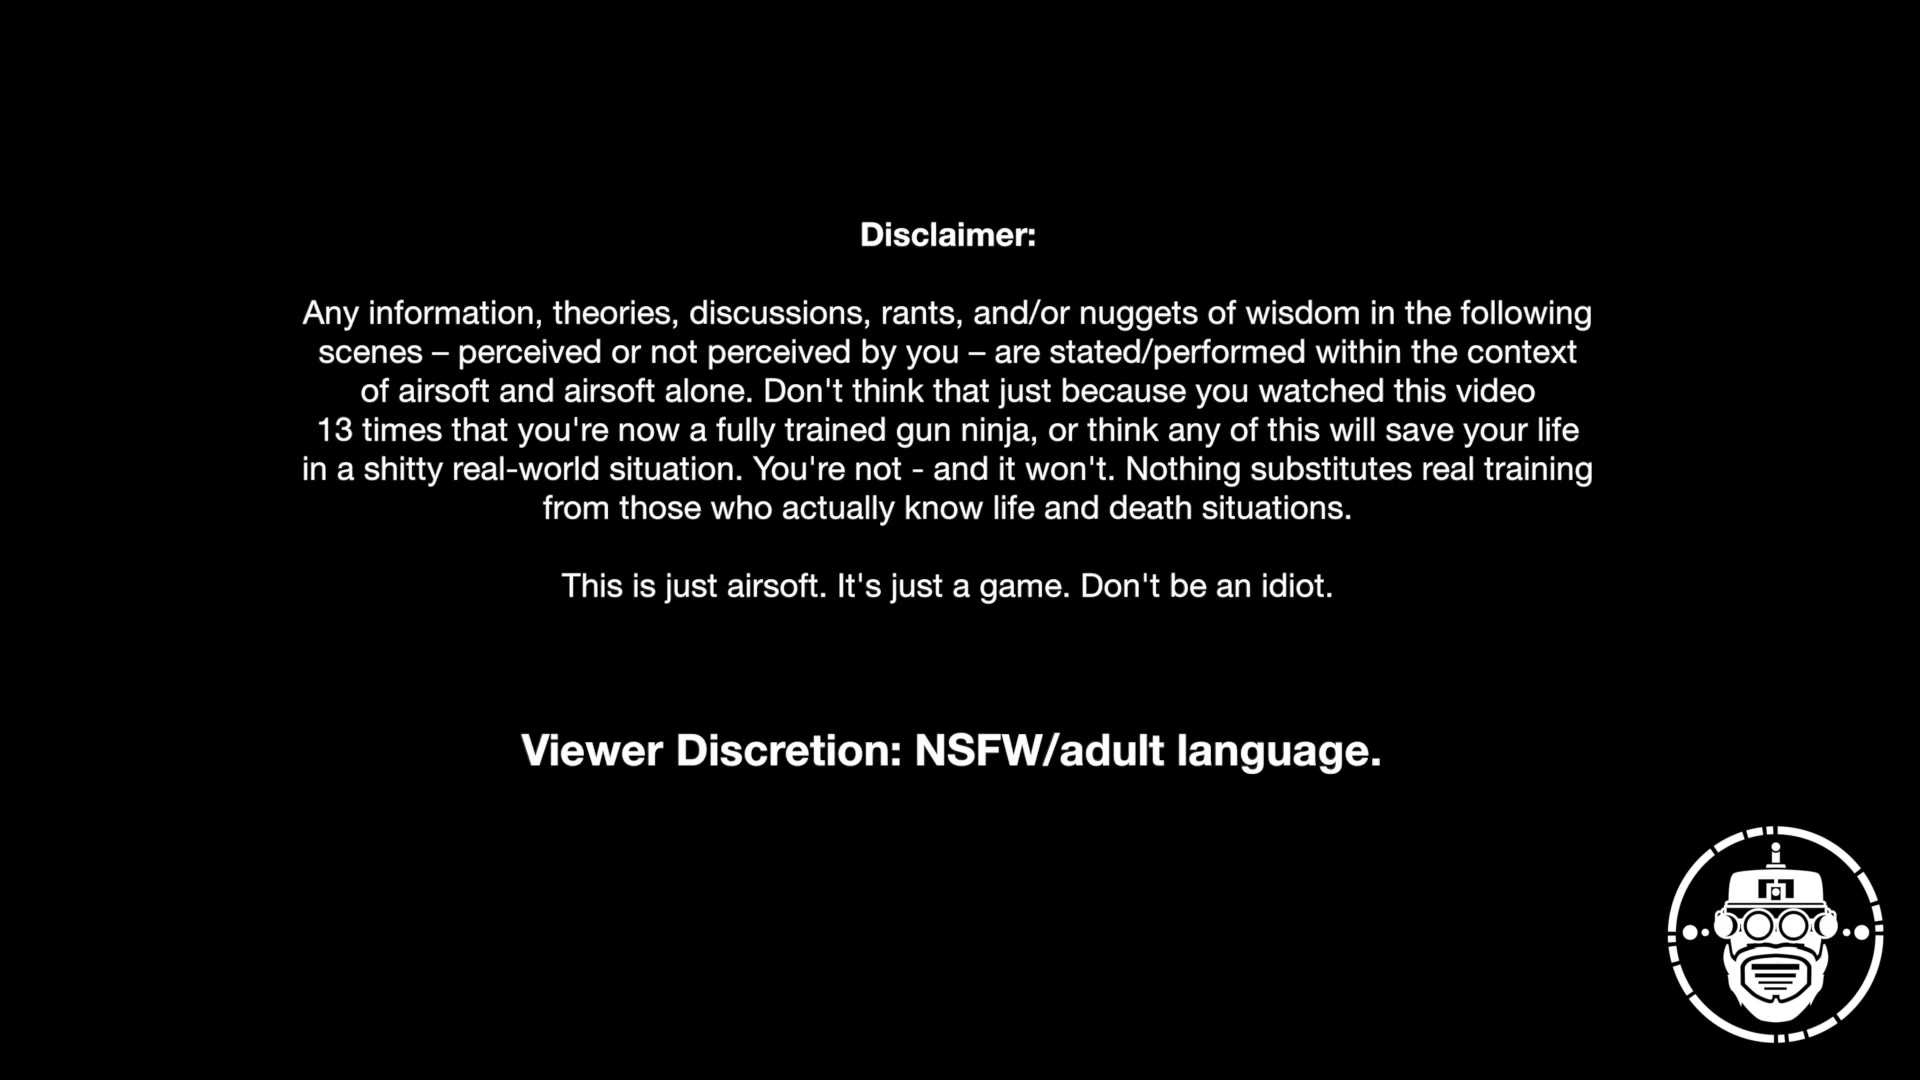 Disclaimer:
Any information, theories, discussions, rants, and/or nuggets of wisdom in the following
scenes – perceived or not perceived by you – are stated/performed within the context
of airsoft and airsoft alone. Don't think that just because you watched this video
13 times that you're now a fully trained gun ninja, or think any of this will save your life
in a shitty real-world situation. You're not - and it won't. Nothing substitutes real training
from those who actually know life and death situations.
This is just airsoft. It's just a game. Don't be an idiot.
Viewer Discretion: NSFW/adult language.